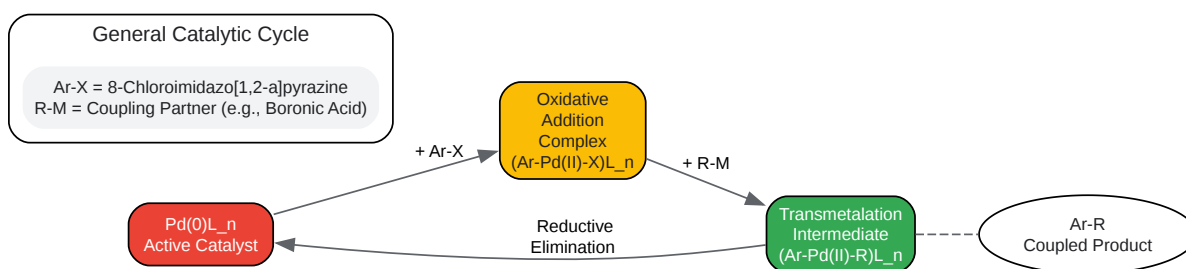 General Catalytic Cycle
Ar-X = 8-Chloroimidazo[1,2-a]pyrazine
R-M = Coupling Partner (e.g., Boronic Acid)
Oxidative
Addition
Complex
(Ar-Pd(II)-X)L_n
+ Ar-X
+ R-M
Pd(0)L_n
Active Catalyst
Reductive
Elimination
Transmetalation
Intermediate
(Ar-Pd(II)-R)L_n
Ar-R
Coupled Product